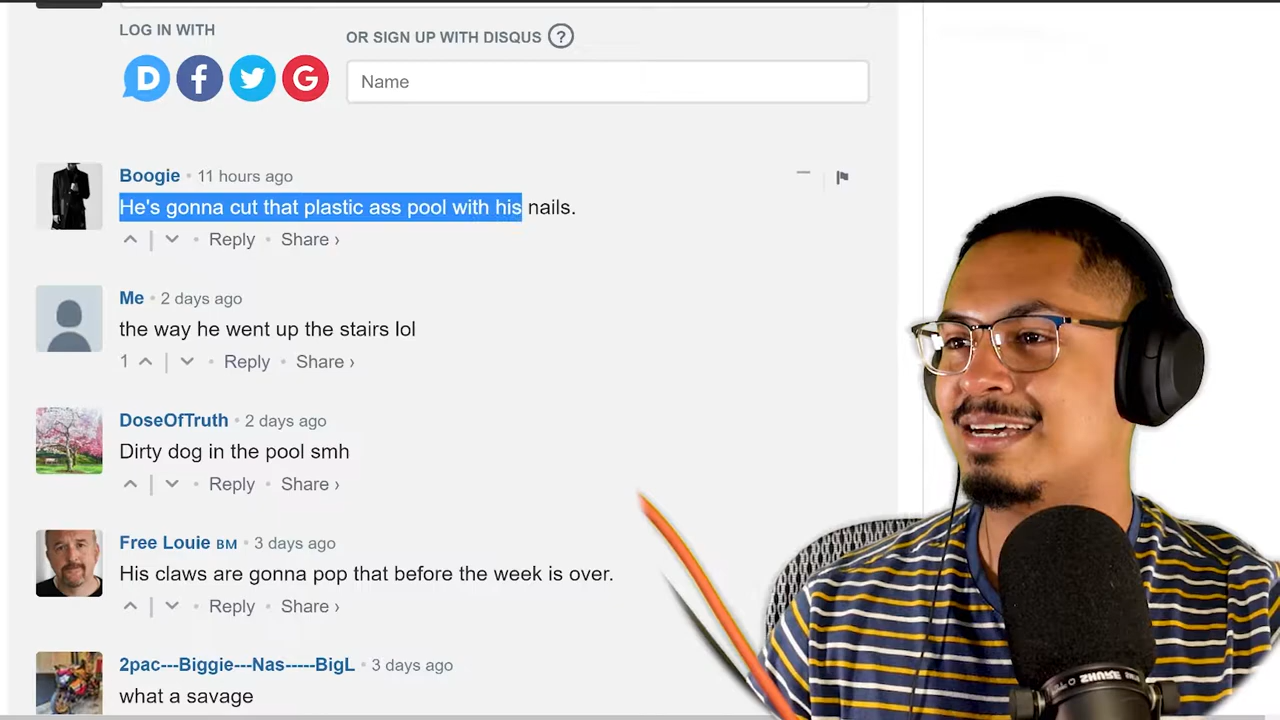 LOG IN WITH
OR SIGN UP WITH DISQUS ?
D f G
Name
Boogie • 11 hours ago
He's gonna cut that plastic ass pool with his nails.
Reply • Share ›
Me • 2 days ago
the way he went up the stairs lol
1 Reply • Share ›
DoseOfTruth • 2 days ago
Dirty dog in the pool smh
Reply • Share ›
Free Louie BM • 3 days ago
His claws are gonna pop that before the week is over.
Reply • Share ›
2pac---Biggie---Nas-----BigL • 3 days ago
what a savage
SHURE